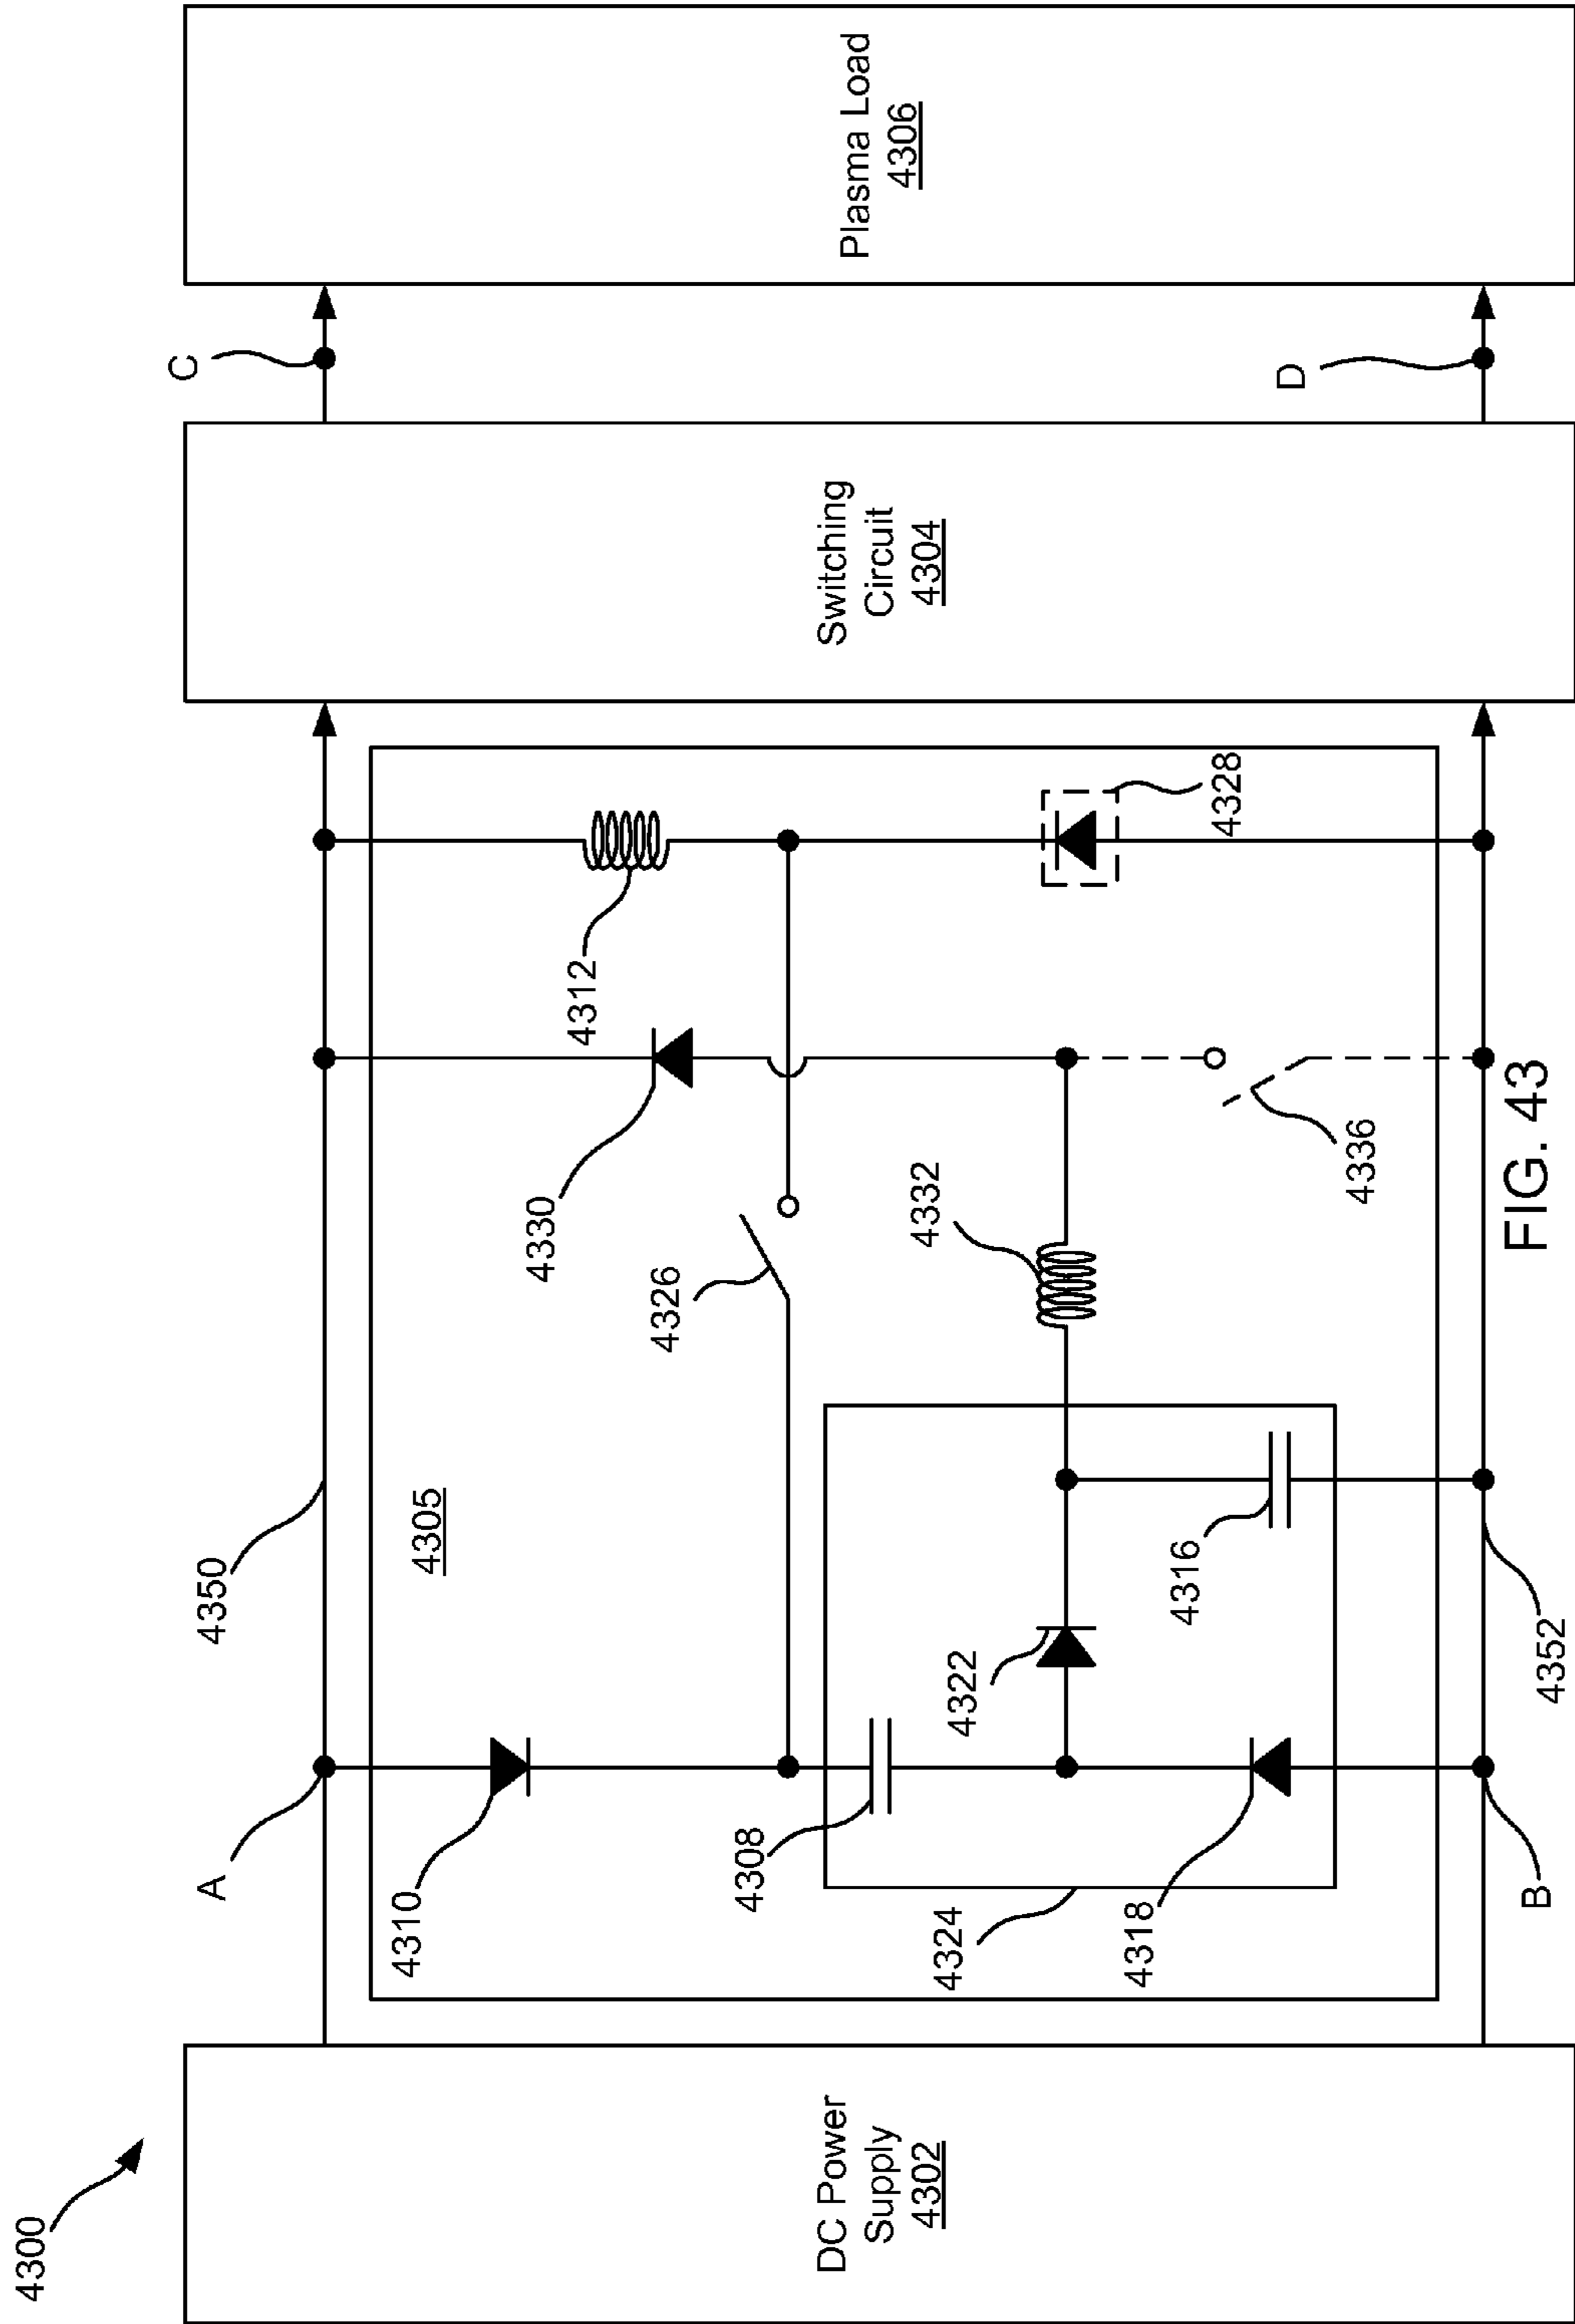 4300
A
4350
C
DC Power
Supply
4302
4310
4305
4330
4312
Switching
Circuit
4304
Plasma Load
4306
4326
4308
4322
4332
4324
4318
4316
4336
4328
B
4352
D
FIG. 43